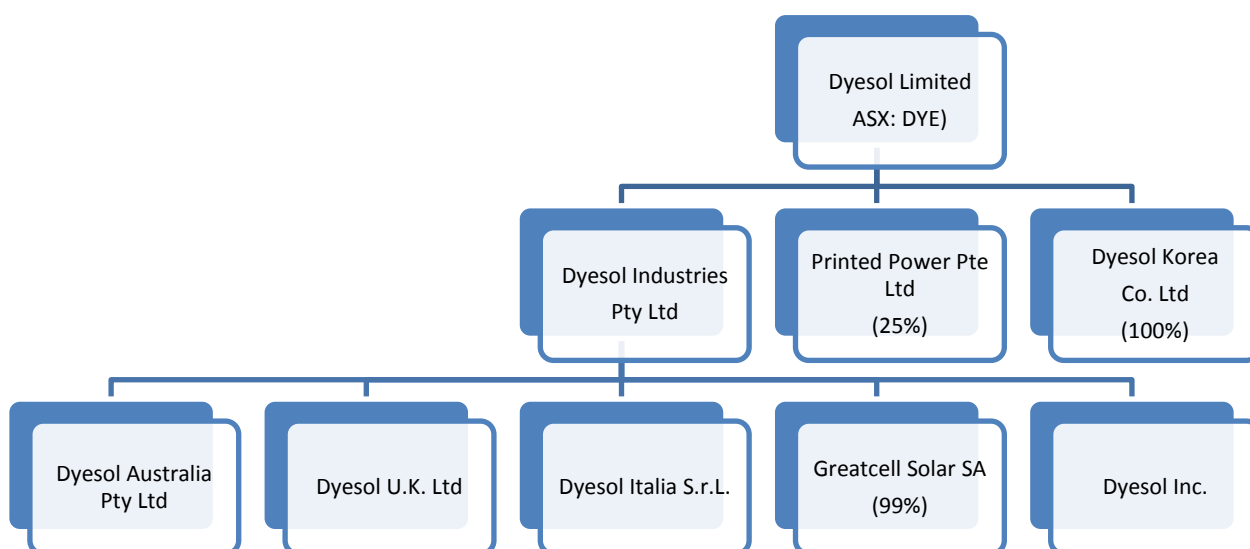 Dyesol Limited
ASX: DYE)
Dyesol Industries
Pty Ltd
Printed Power Pte
Ltd
(25%)
Dyesol Korea
Co. Ltd
(100%)
Dyesol Australia
Pty Ltd
Dyesol U.K. Ltd
Dyesol Italia S.r.L.
Greatcell Solar SA
(99%)
Dyesol Inc.